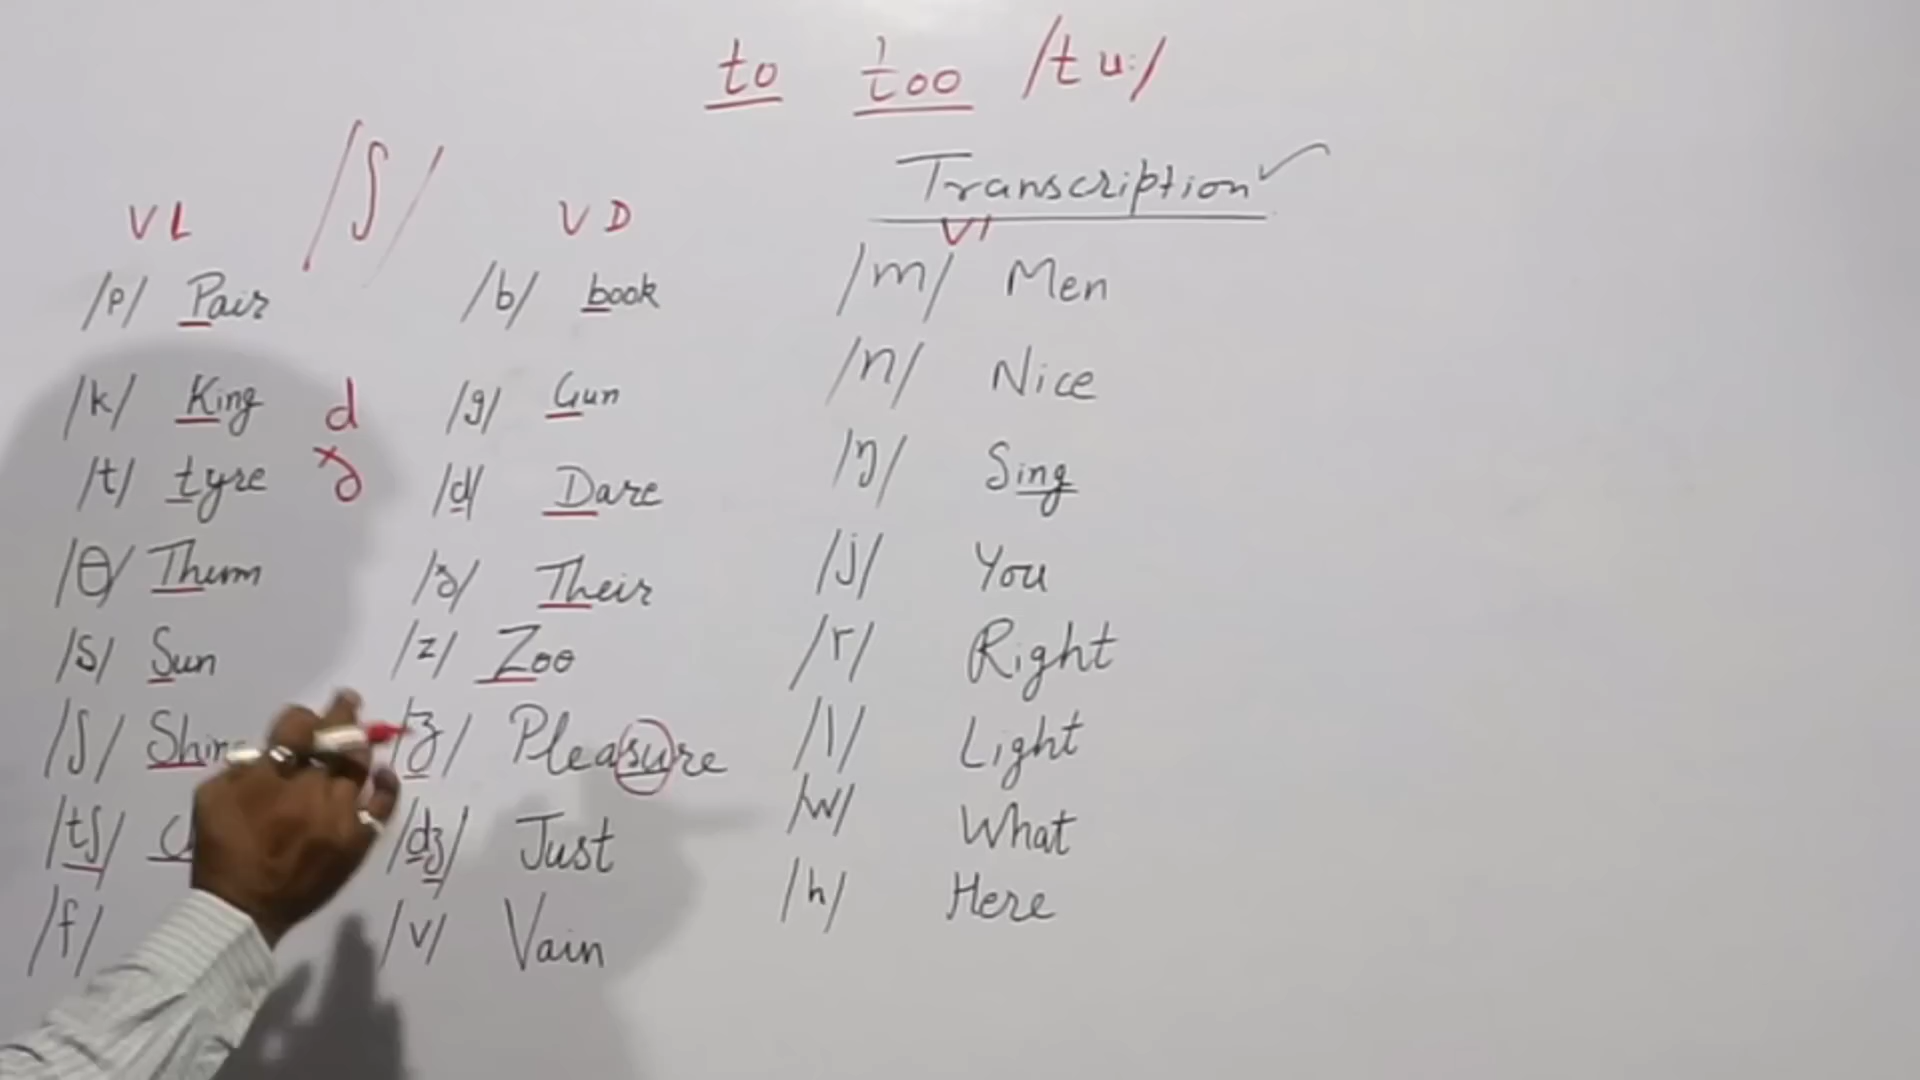 to too /tu:/
Transcription
/ʃ/
VL
/p/ Pair
/k/ King
/t/ tyre
/θ/ Thum
/s/ Sun
/ʃ/
/tʃ/
/f/
d
ð
VD
/b/ book
/g/ Gun
/d/ Dare
/ð/ Their
/z/ Zoo
/ʒ/ Pleasure
/dʒ/ Just
/v/ Vain
/m/ Men
/n/ Nice
/ŋ/ Sing
/j/ You
/r/ Right
/l/ Light
/w/ What
/h/ Here